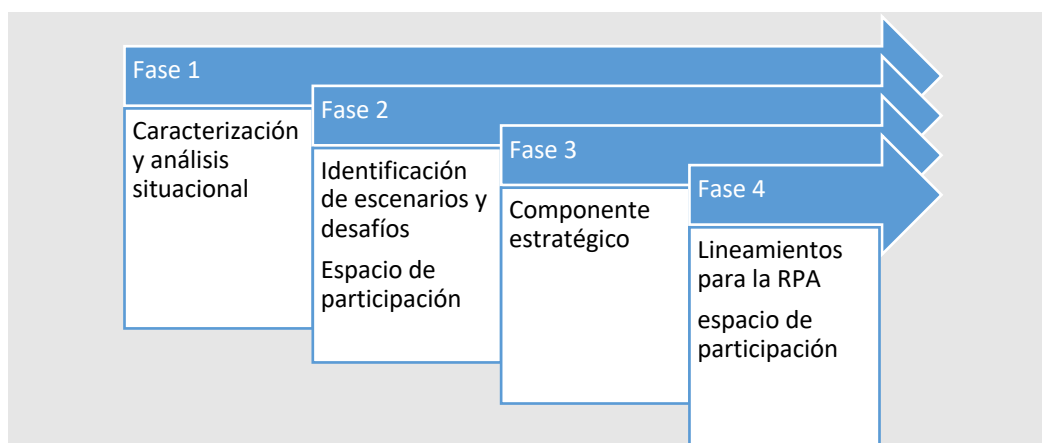 Fase 1
Caracterización
y análisis
situacional
Fase 2
Identificación
de escenarios y
desafíos
Espacio de
participación
Fase 3
Componente
estratégico
Fase 4
Lineamientos
para la RPA
espacio de
participación